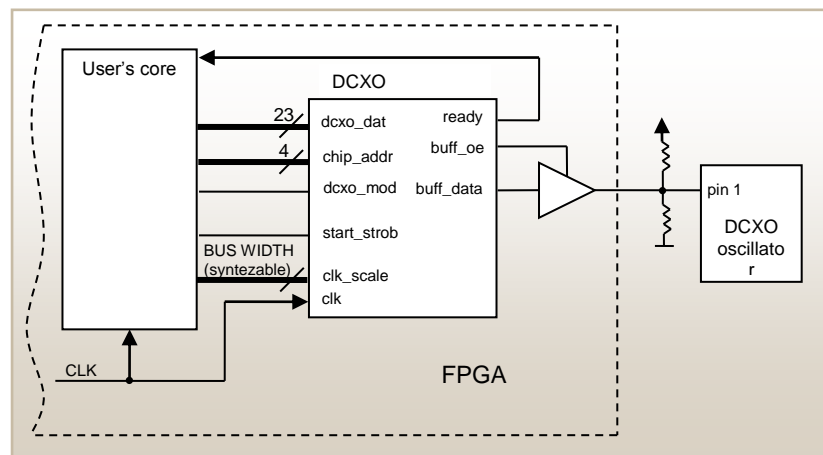 User's core
DCXO
23
dcxo_dat
ready
4
chip_addr
buff_oe
dcxo_mod
buff_data
pin 1
start_strob
DCXO
oscillato
r
BUS WIDTH
(syntezable)
clk_scale
clk
CLK
FPGA